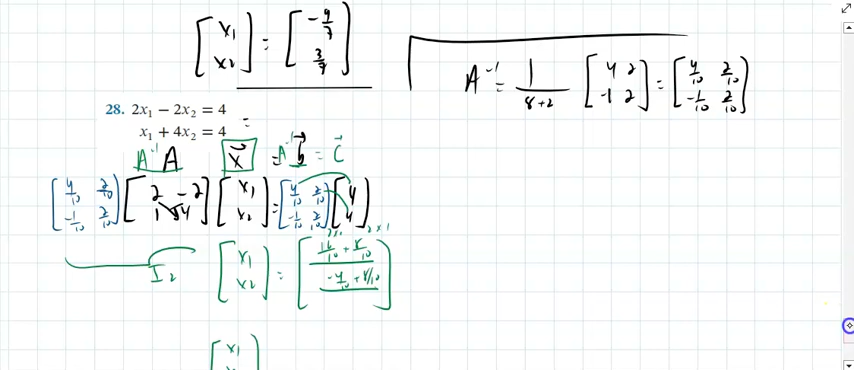 [x1 x2] = [-9/7 3/7]
A^-1 = 1/(8+2) [4 2; -1 2] = [4/10 2/10; -1/10 2/10]
28. 2x₁ − 2x₂ = 4
=
x₁ + 4x₂ = 4
A^-1 A x⃗ = A^-1 b⃗ = c⃗
[4/10 2/10; -1/10 2/10] [2 -2; 1 4] [x1 x2] = [4/10 2/10; -1/10 2/10] [4 4]
2x1
I2 [x1 x2] = [16/10 + 8/10; -4/10 + 8/10]
x1